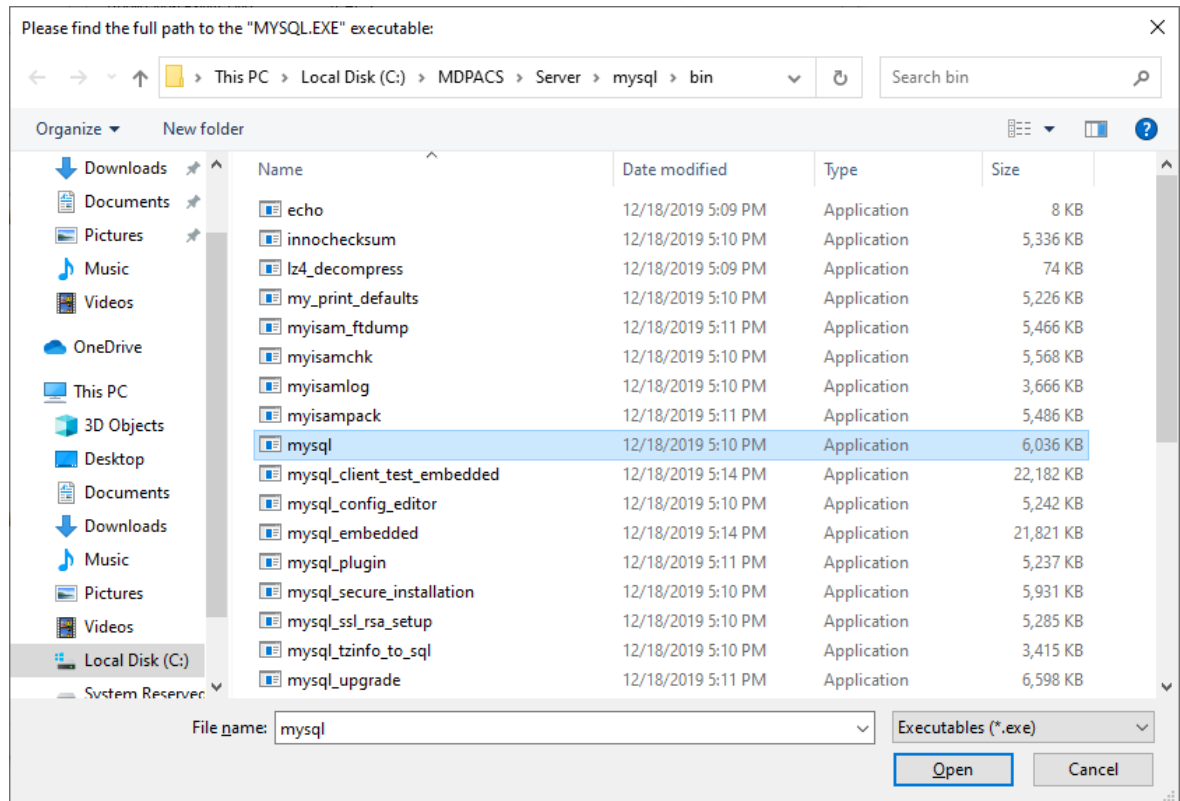 Please find the full path to the "MYSQL.EXE" executable:
This PC > Local Disk (C:) > MDPACS > Server > mysql > bin
Search bin
Organize
New folder
Name Date modified Type Size
Downloads
Documents
Pictures
Music
Videos
OneDrive
This PC
3D Objects
Desktop
Documents
Downloads
Music
Pictures
Videos
Local Disk (C:)
System Reserved
echo 12/18/2019 5:09 PM Application 8 KB
innochecksum 12/18/2019 5:10 PM Application 5,336 KB
lz4_decompress 12/18/2019 5:09 PM Application 74 KB
my_print_defaults 12/18/2019 5:10 PM Application 5,226 KB
myisam_ftdump 12/18/2019 5:11 PM Application 5,466 KB
myisamchk 12/18/2019 5:10 PM Application 5,568 KB
myisamlog 12/18/2019 5:10 PM Application 3,666 KB
myisampack 12/18/2019 5:11 PM Application 5,486 KB
mysql 12/18/2019 5:10 PM Application 6,036 KB
mysql_client_test_embedded 12/18/2019 5:14 PM Application 22,182 KB
mysql_config_editor 12/18/2019 5:10 PM Application 5,242 KB
mysql_embedded 12/18/2019 5:14 PM Application 21,821 KB
mysql_plugin 12/18/2019 5:11 PM Application 5,237 KB
mysql_secure_installation 12/18/2019 5:10 PM Application 5,931 KB
mysql_ssl_rsa_setup 12/18/2019 5:10 PM Application 5,285 KB
mysql_tzinfo_to_sql 12/18/2019 5:10 PM Application 3,415 KB
mysql_upgrade 12/18/2019 5:11 PM Application 6,598 KB
File name: mysql
Executables (*.exe)
Open
Cancel